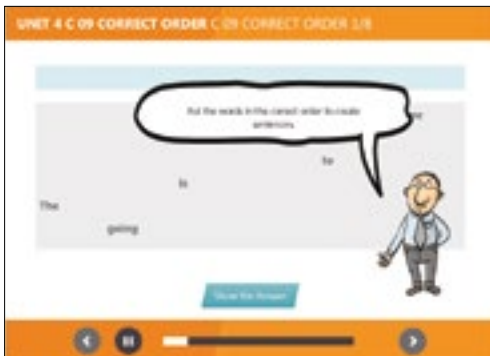 UNIT 4 C 09 CORRECT ORDER C 09 CORRECT ORDER 1/8
Put the words in the correct order to create
sentences.
to
is
The
going
Show the Answer